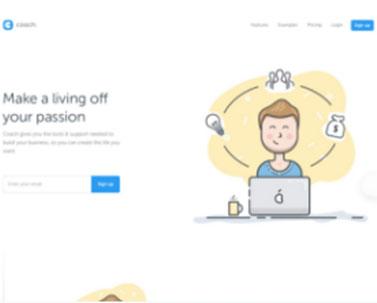 coach.
Features Examples Pricing Login Sign up
Make a living off
your passion
Coach gives you the tools & support needed to
build your business, so you can create the life you
want.
Enter your email
Sign up
$